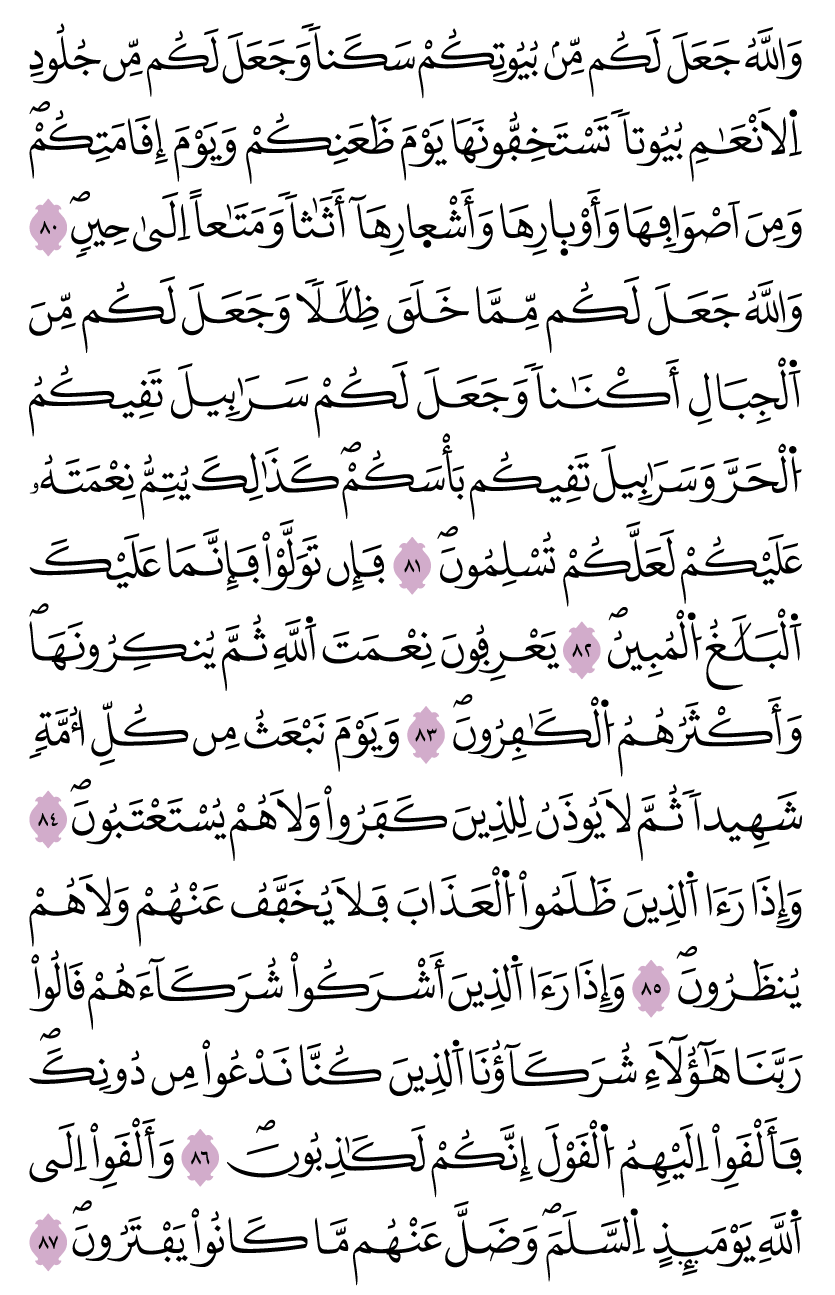 وَاللَّهُ جَعَلَ لَكُم مِّنۢ بُيُوتِكُمْ سَكَناٗ وَجَعَلَ لَكُم مِّن جُلُودِ
اِ۬لَانْعَٰمِ بُيُوتاٗ تَسْتَخِفُّونَهَا يَوْمَ ظَعَنِكُمْ وَيَوْمَ إِقَامَتِكُمْۖ
وَمِنَ اَصْوَافِهَا وَأَوْبِارِهَا وَأَشْعِارِهَآ أَثَٰثاٗ وَمَتَٰعاً اِلَىٰ حِينٖۖ ٨٠
وَاللَّهُ جَعَلَ لَكُم مِّمَّا خَلَقَ ظِلَٰلٗا وَجَعَلَ لَكُم مِّنَ
اَ۬لْجِبَالِ أَكْنَٰناٗ وَجَعَلَ لَكُمْ سَرَٰبِيلَ تَقِيكُمُ
اُ۬لْحَرَّ وَسَرَٰبِيلَ تَقِيكُم بَأْسَكُمْۖ كَذَٰلِكَ يُتِمُّ نِعْمَتَهُۥ
عَلَيْكُمْ لَعَلَّكُمْ تُسْلِمُونَۖ ٨١ فَإِن تَوَلَّوْاْ فَإِنَّمَا عَلَيْكَ
اَ۬لْبَلَٰغُ اُ۬لْمُبِينُۖ ٨٢ يَعْرِفُونَ نِعْمَتَ اَ۬للَّهِ ثُمَّ يُنكِرُونَهَاۖ
وَأَكْثَرُهُمُ اُ۬لْكَٰفِرُونَۖ ٨٣ وَيَوْمَ نَبْعَثُ مِن كُلِّ أُمَّةٖ
شَهِيداٗ ثُمَّ لَا يُوذَنُ لِلذِينَ كَفَرُواْ وَلَا هُمْ يُسْتَعْتَبُونَۖ ٨٤
وَإِذَا رَءَا اَ۬لذِينَ ظَلَمُواْ اُ۬لْعَذَابَ فَلَا يُخَفَّفُ عَنْهُمْ وَلَا هُمْ
يُنظَرُونَۖ ٨٥ وَإِذَا رَءَا اَ۬لذِينَ أَشْرَكُواْ شُرَكَآءَهُمْ قَالُواْ
رَبَّنَا هَٰٓؤُلَآءِ شُرَكَآؤُنَا اَ۬لذِينَ كُنَّا نَدْعُواْ مِن دُونِكَۖ
فَأَلْقَوِاْ اِلَيْهِمُ اُ۬لْقَوْلَ إِنَّكُمْ لَكَٰذِبُونَۖ ٨٦ وَأَلْقَوِاْ اِلَى
اَ۬للَّهِ يَوْمَئِذٍ اِ۬لسَّلَمَۖ وَضَلَّ عَنْهُم مَّا كَانُواْ يَفْتَرُونَۖ ٨٧